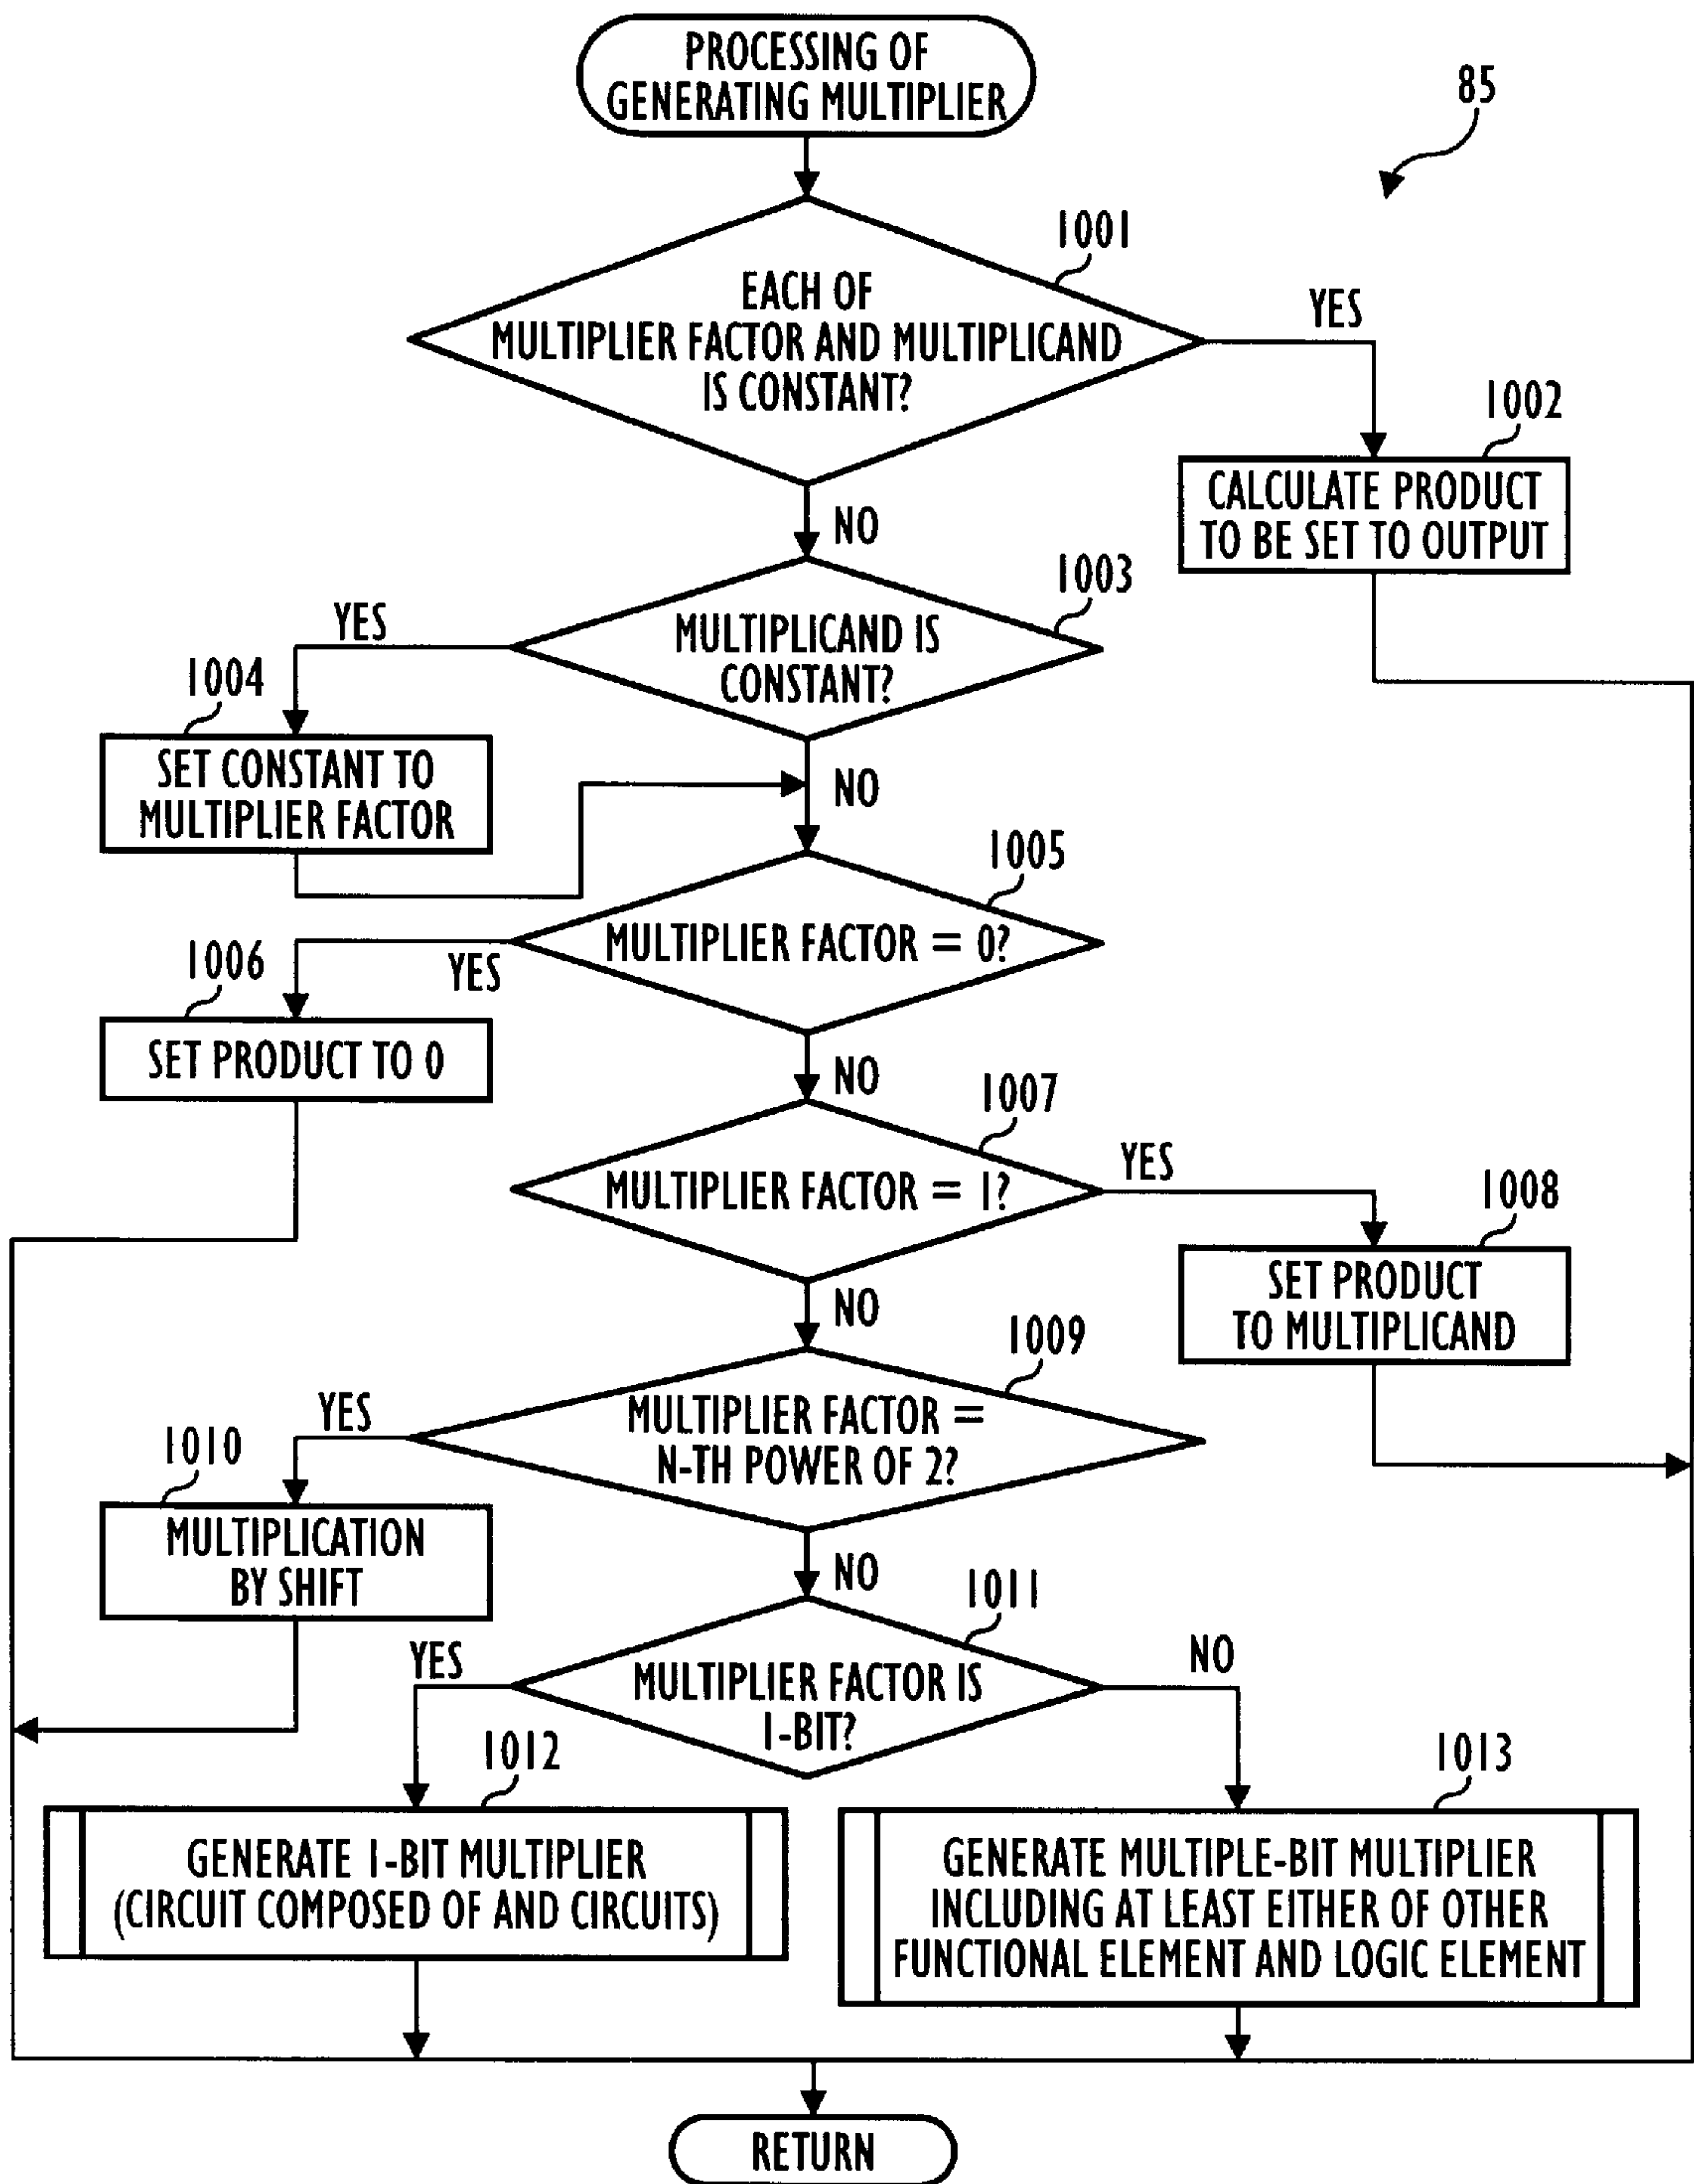 PROCESSING OF
GENERATING MULTIPLIER
85
1001
EACH OF
MULTIPLIER FACTOR AND MULTIPLICAND
IS CONSTANT?
YES
1002
CALCULATE PRODUCT
TO BE SET TO OUTPUT
NO
1003
MULTIPLICAND IS
CONSTANT?
YES
1004
SET CONSTANT TO
MULTIPLIER FACTOR
NO
1005
MULTIPLIER FACTOR = 0?
YES
1006
SET PRODUCT TO 0
NO
1007
MULTIPLIER FACTOR = 1?
YES
1008
SET PRODUCT
TO MULTIPLICAND
NO
1009
MULTIPLIER FACTOR =
N-TH POWER OF 2?
YES
1010
MULTIPLICATION
BY SHIFT
NO
1011
MULTIPLIER FACTOR IS
1-BIT?
YES
NO
1012
GENERATE 1-BIT MULTIPLIER
(CIRCUIT COMPOSED OF AND CIRCUITS)
1013
GENERATE MULTIPLE-BIT MULTIPLIER
INCLUDING AT LEAST EITHER OF OTHER
FUNCTIONAL ELEMENT AND LOGIC ELEMENT
RETURN